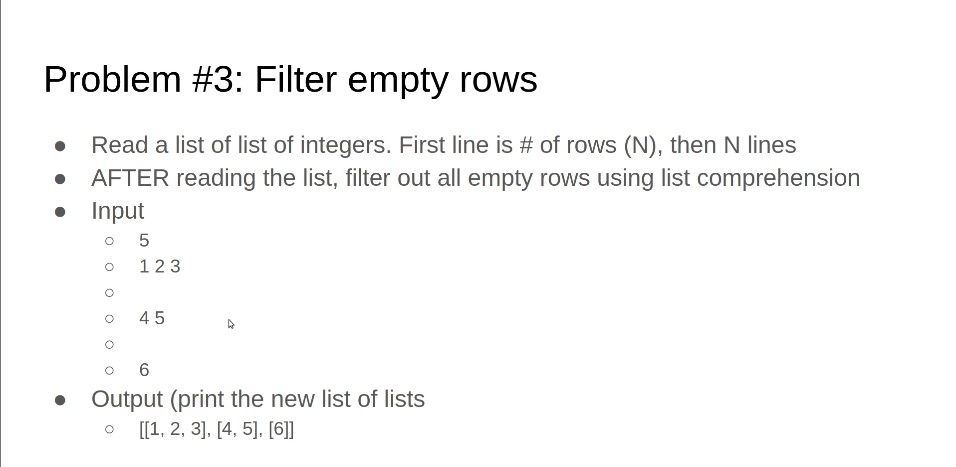 Problem #3: Filter empty rows
● Read a list of list of integers. First line is # of rows (N), then N lines
● AFTER reading the list, filter out all empty rows using list comprehension
● Input
○ 5
○ 1 2 3
○
○ 4 5
○
○ 6
● Output (print the new list of lists
○ [[1, 2, 3], [4, 5], [6]]